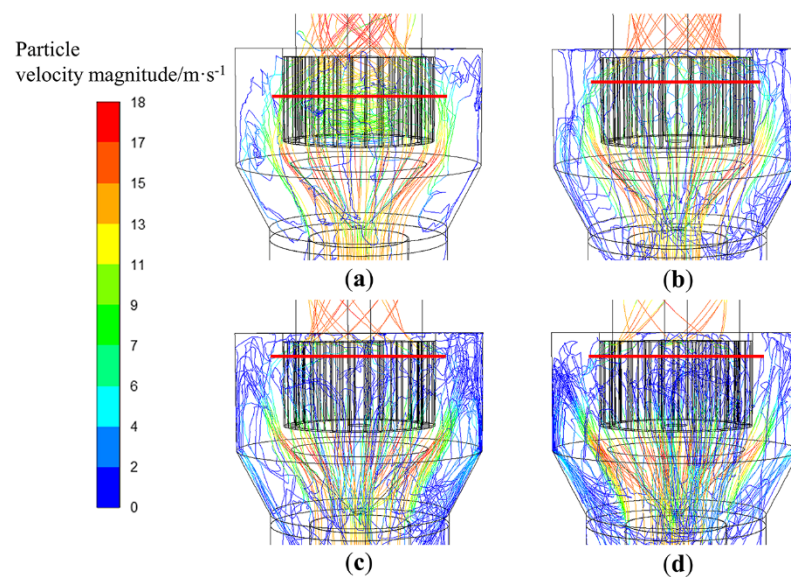 Particle
velocity magnitude/m·s⁻¹
18
17
15
13
11
9
7
6
4
2
0
(a)
(b)
(c)
(d)